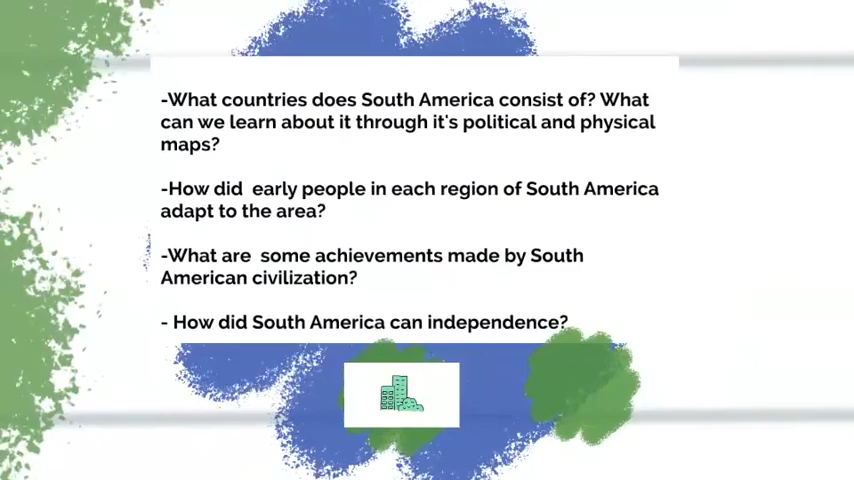 -What countries does South America consist of? What
can we learn about it through it's political and physical
maps?
-How did  early people in each region of South America
adapt to the area?
-What are  some achievements made by South
American civilization?
- How did South America can independence?